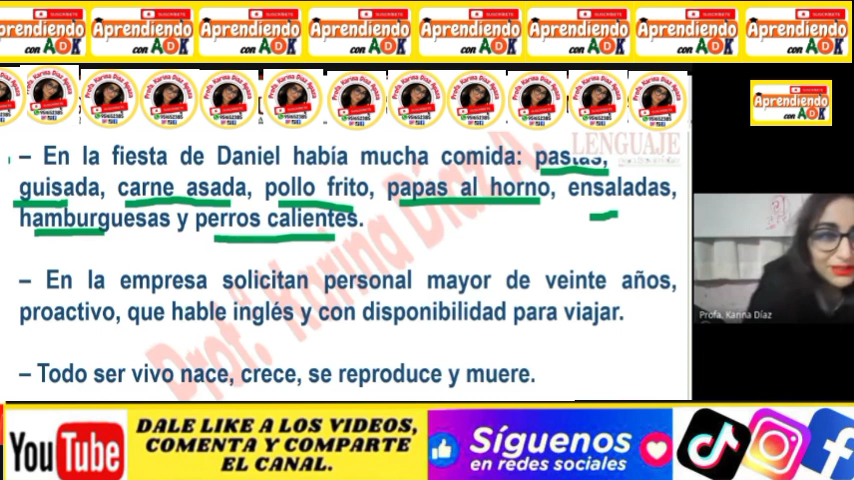 Aprendiendo con ADK Aprendiendo con ADK Aprendiendo con ADK Aprendiendo con ADK Aprendiendo con ADK Aprendiendo con ADK Aprendiendo con ADK Aprendiendo con ADK
Aprendiendo con ADK
LENGUAJE
– En la fiesta de Daniel había mucha comida: pastas,
guisada, carne asada, pollo frito, papas al horno, ensaladas,
hamburguesas y perros calientes.
– En la empresa solicitan personal mayor de veinte años,
proactivo, que hable inglés y con disponibilidad para viajar.
– Todo ser vivo nace, crece, se reproduce y muere.
Prof. Karina Díaz A.
Profa. Karina Díaz
YouTube
DALE LIKE A LOS VIDEOS,
COMENTA Y COMPARTE
EL CANAL.
Síguenos
en redes sociales